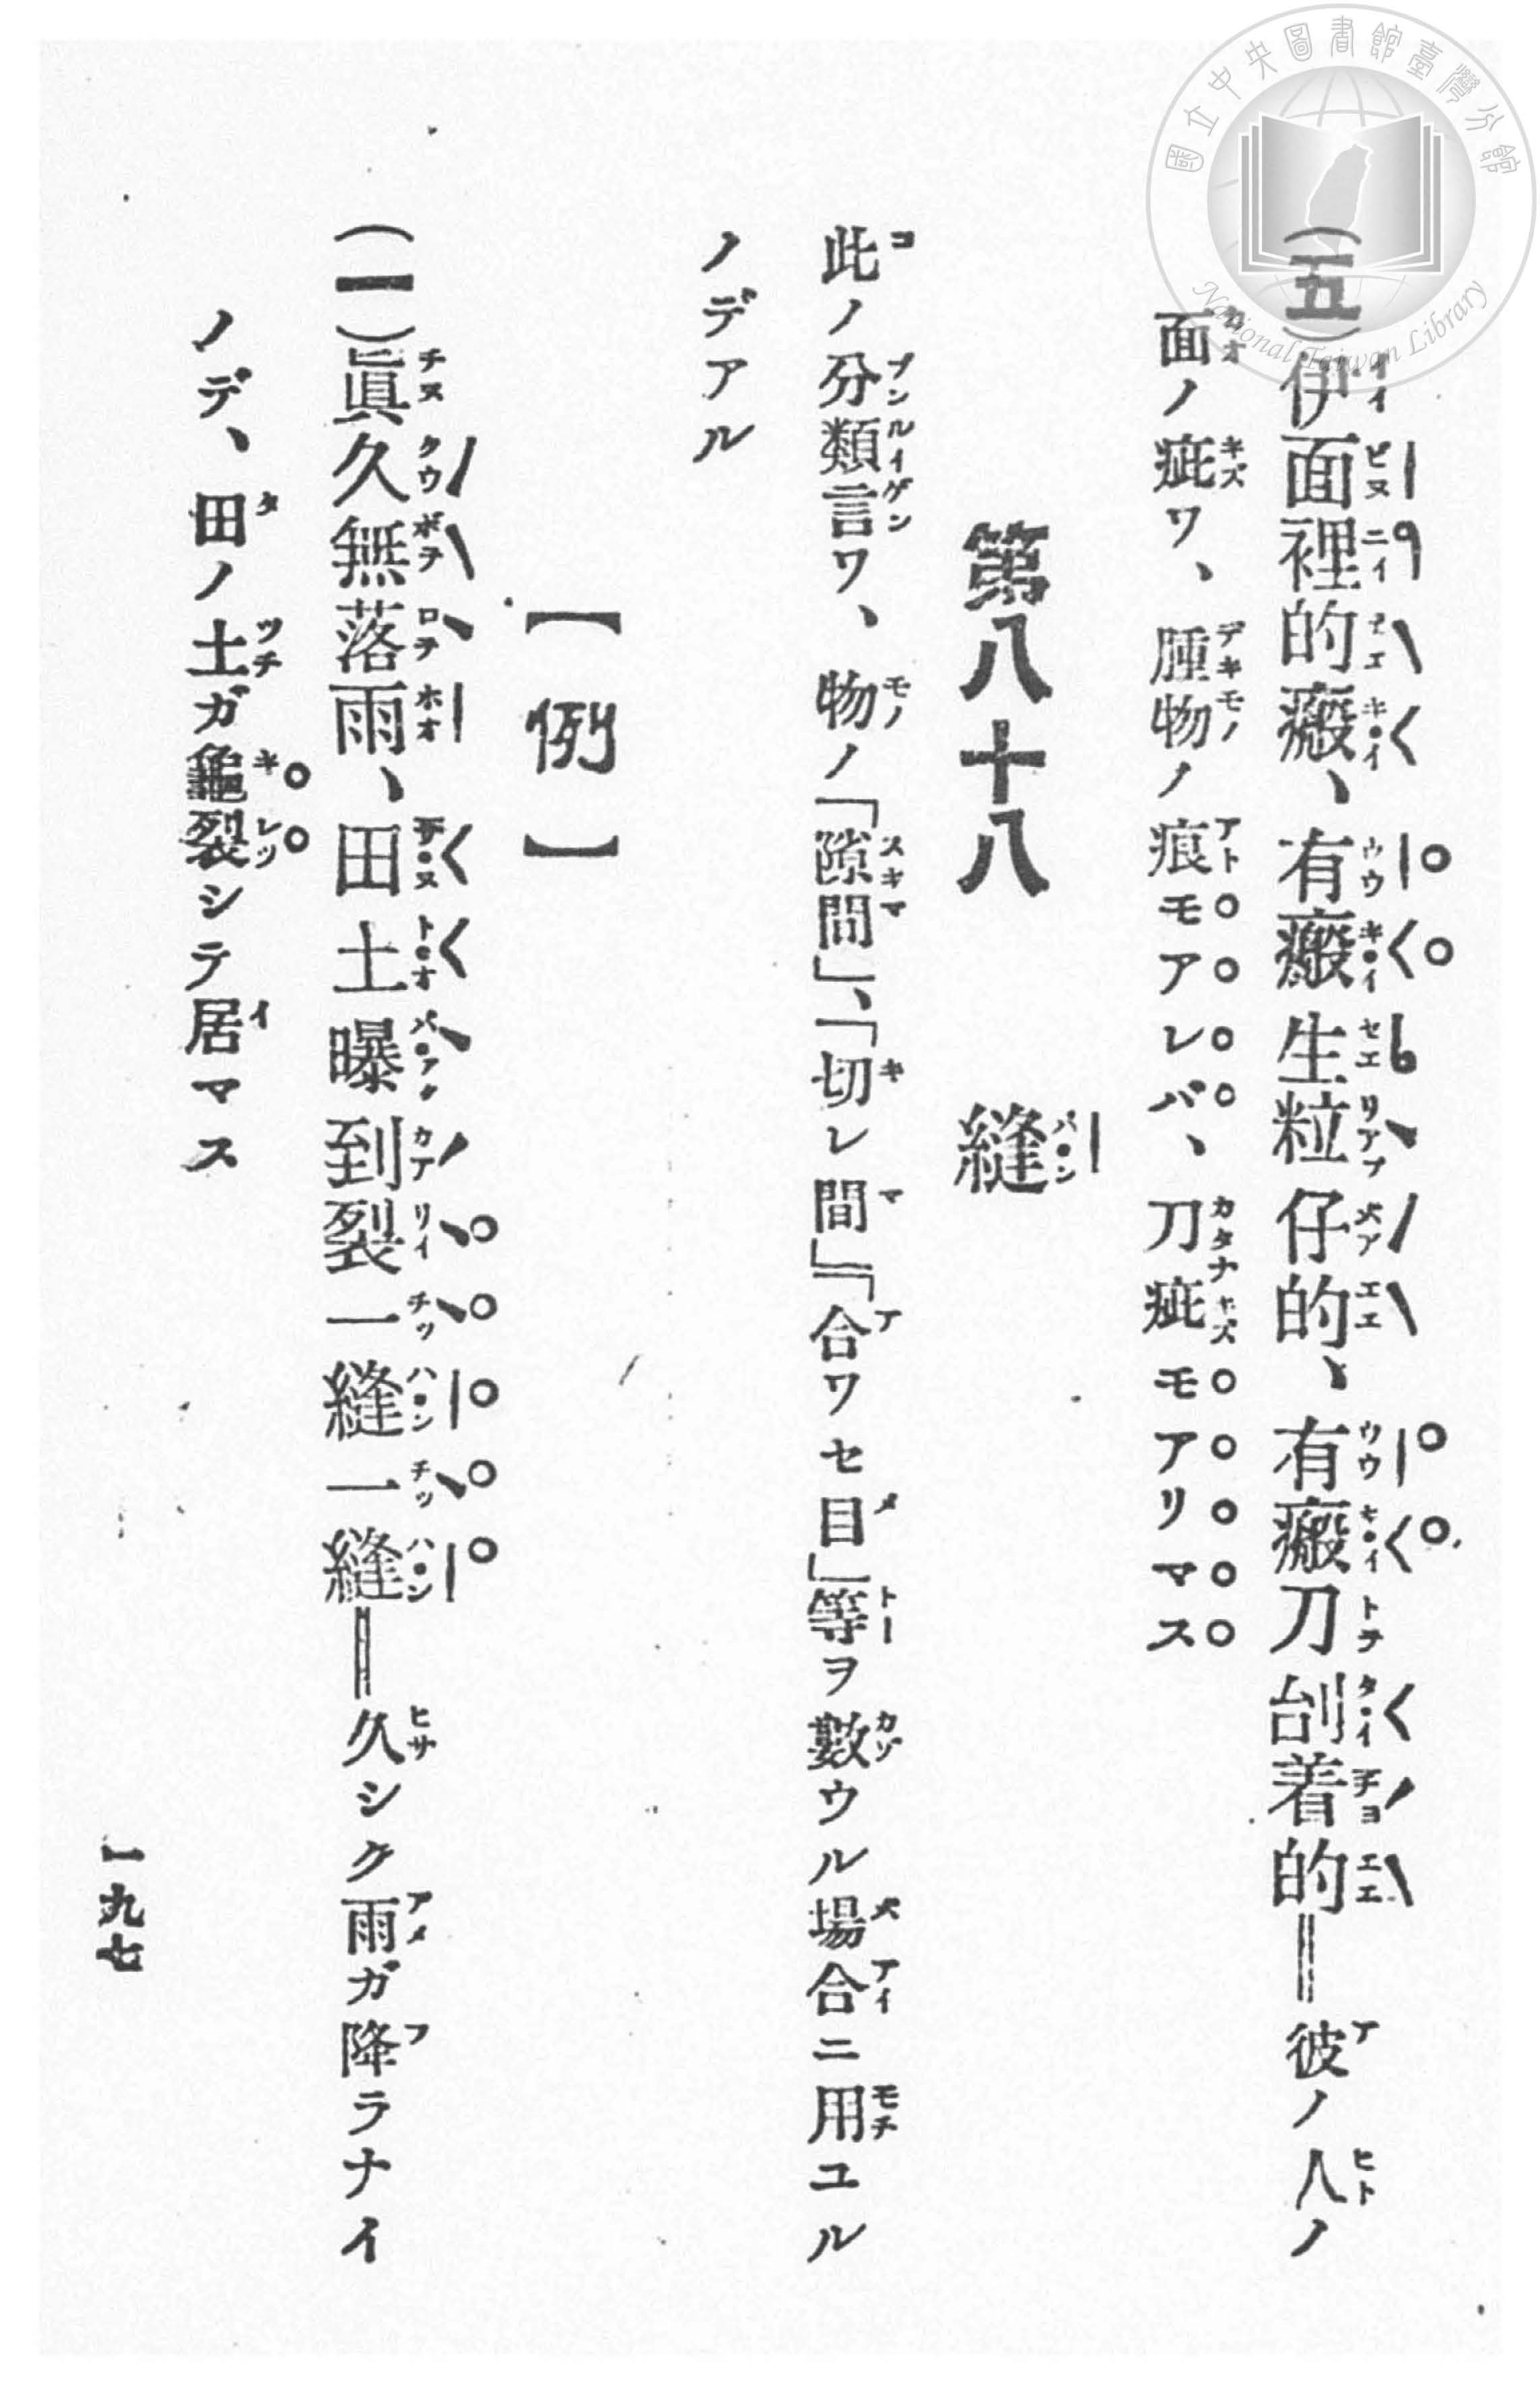 國立中央圖書館臺灣分館
National Taiwan Library
(五)伊面裡的瘢、有瘢生粒仔的、有瘢刀刣着的＝彼ノ人ノ
面ノ疵ワ、腫物ノ痕モアレバ、刀疵モアリマス
第八十八 縫
此ノ分類言ワ、物ノ「隙間」、「切レ間」『「合ワセ目」等ヲ數ウル場合ニ用ユル
ノデアル
【例】
(一)眞久無落雨、田土曝到裂一縫一縫＝久シク雨ガ降ラナイ
ノデ、田ノ土ガ龜裂シテ居マス
一九七